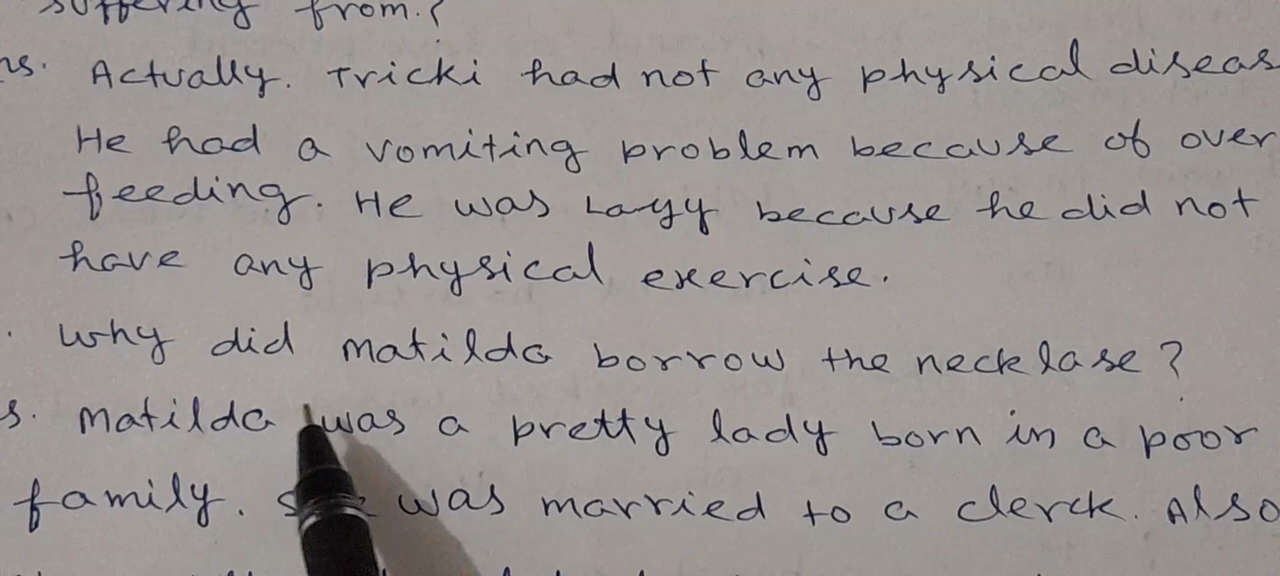 suffering from.?
ns. Actually. Tricki had not any physical diseas
He had a vomiting problem because of over
feeding. He was Lazy because he did not
have any physical exercise.
. Why did Matilda borrow the necklase?
s. Matilda was a pretty lady born in a poor
family. was married to a clerck. Also